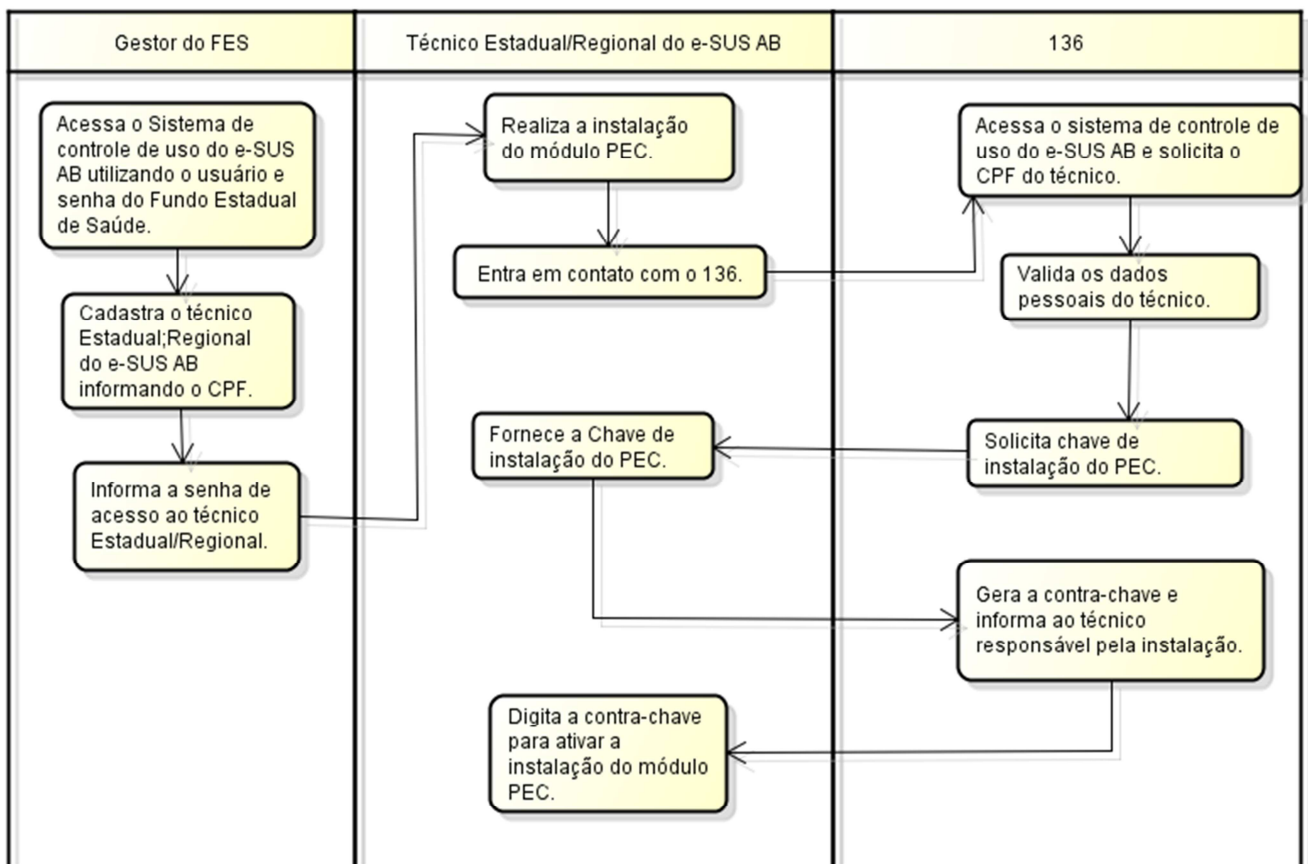 Gestor do FES
Técnico Estadual/Regional do e-SUS AB
136
Acessa o Sistema de
controle de uso do e-SUS
AB utilizando o usuário e
senha do Fundo Estadual
de Saúde.
Cadastra o técnico
Estadual;Regional
do e-SUS AB
informando o CPF.
Informa a senha de
acesso ao técnico
Estadual/Regional.
Realiza a instalação
do módulo PEC.
Entra em contato com o 136.
Acessa o sistema de controle de
uso do e-SUS AB e solicita o
CPF do técnico.
Valida os dados
pessoais do técnico.
Solicita chave de
instalação do PEC.
Fornece a Chave de
instalação do PEC.
Gera a contra-chave e
informa ao técnico
responsável pela instalação.
Digita a contra-chave
para ativar a
instalação do módulo
PEC.